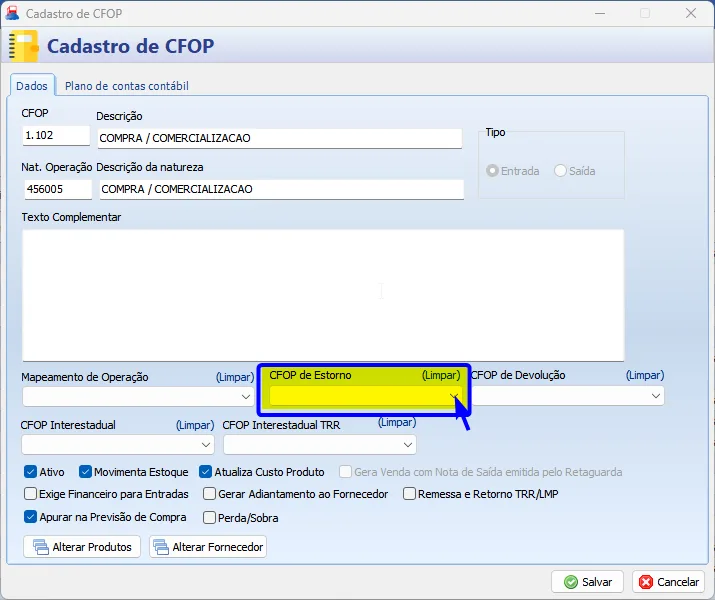 Cadastro de CFOP
Cadastro de CFOP
Dados Plano de contas contábil
CFOP Descrição Tipo
1.102 COMPRA / COMERCIALIZACAO
Entrada Saída
Nat. Operação Descrição da natureza
456005 COMPRA / COMERCIALIZACAO
Texto Complementar
Mapeamento de Operação (Limpar) CFOP de Estorno (Limpar) CFOP de Devolução (Limpar)
CFOP Interestadual (Limpar) CFOP Interestadual TRR (Limpar)
Ativo Movimenta Estoque Atualiza Custo Produto Gera Venda com Nota de Saída emitida pelo Retaguarda
Exige Financeiro para Entradas Gerar Adiantamento ao Fornecedor Remessa e Retorno TRR/LMP
Apurar na Previsão de Compra Perda/Sobra
Alterar Produtos Alterar Fornecedor
Salvar Cancelar